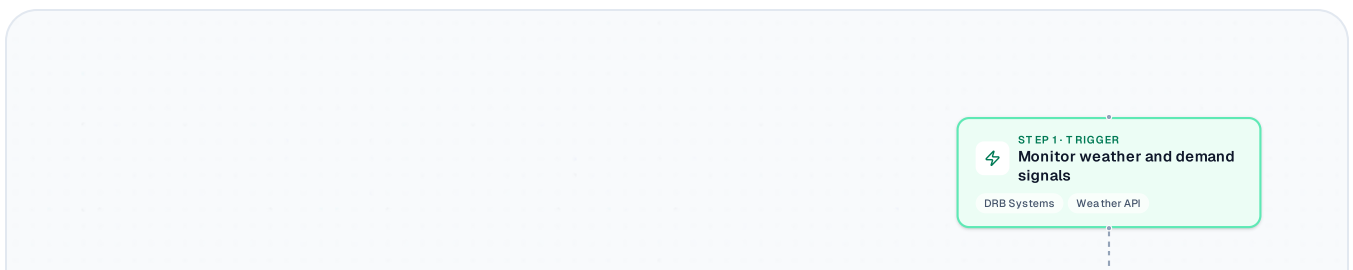 STEP 1 · TRIGGER
Monitor weather and demand
signals
DRB Systems Weather API